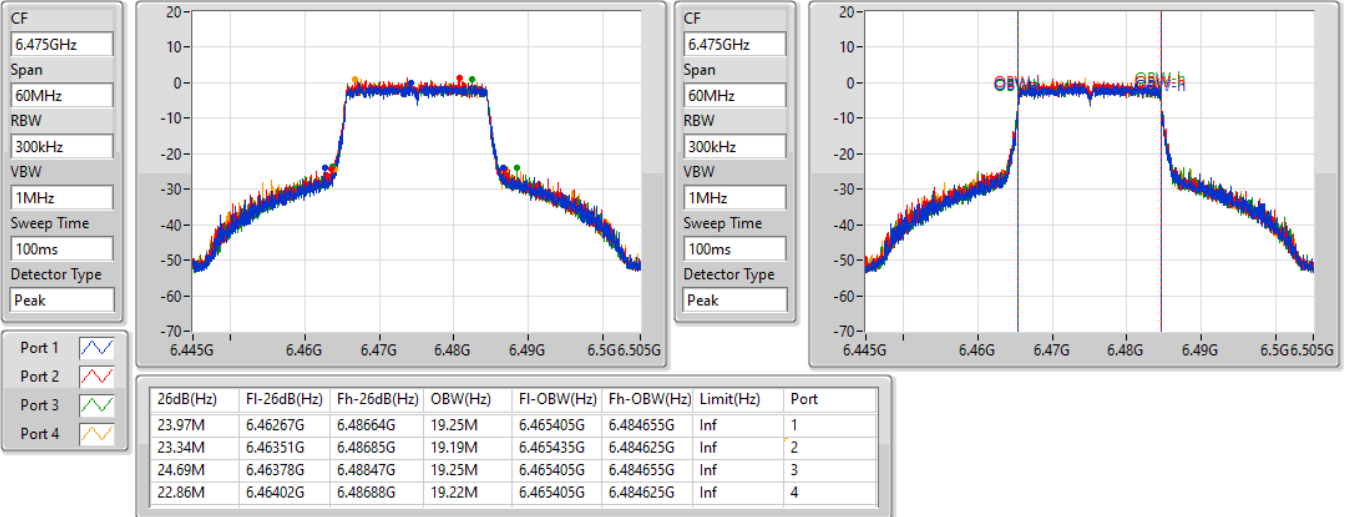 CF
6.475GHz
Span
60MHz
RBW
300kHz
VBW
1MHz
Sweep Time
100ms
Detector Type
Peak
20
10
0
-10
-20
-30
-40
-50
-60
-70
6.445G 6.46G 6.47G 6.48G 6.49G 6.5G 6.505G
CF
6.475GHz
Span
60MHz
RBW
300kHz
VBW
1MHz
Sweep Time
100ms
Detector Type
Peak
20
10
0
-10
-20
-30
-40
-50
-60
-70
OBW-h
6.445G 6.46G 6.47G 6.48G 6.49G 6.5G 6.505G
Port 1
Port 2
Port 3
Port 4
26dB(Hz) Fl-26dB(Hz) Fh-26dB(Hz) OBW(Hz) Fl-OBW(Hz) Fh-OBW(Hz) Limit(Hz) Port
23.97M 6.46267G 6.48664G 19.25M 6.465405G 6.484655G Inf 1
23.34M 6.46351G 6.48685G 19.19M 6.465435G 6.484625G Inf 2
24.69M 6.46378G 6.48847G 19.25M 6.465405G 6.484655G Inf 3
22.86M 6.46402G 6.48688G 19.22M 6.465405G 6.484625G Inf 4